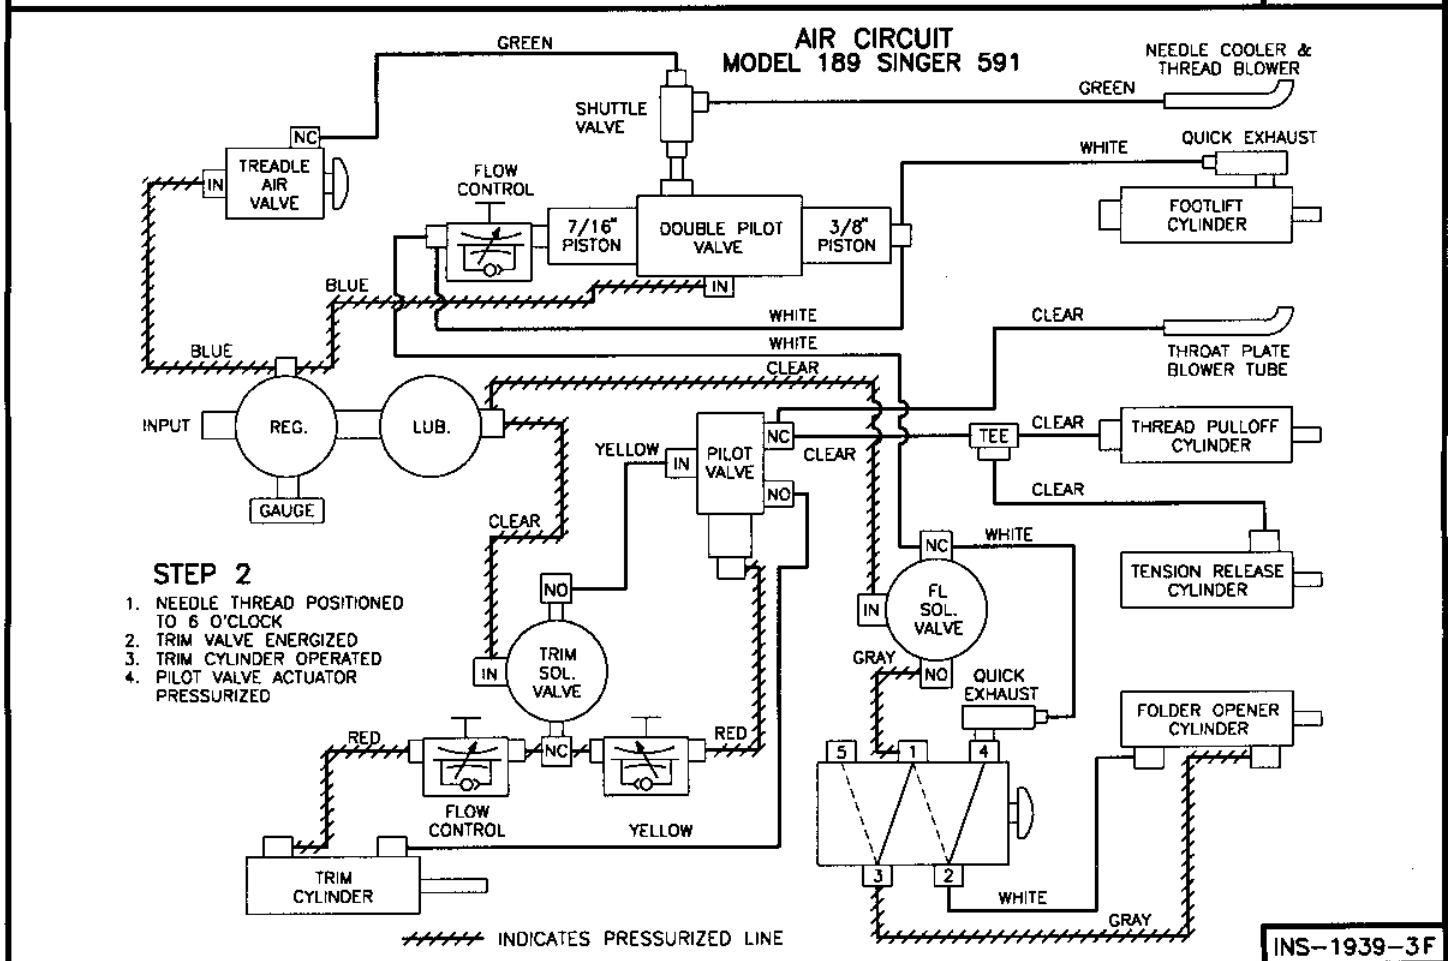 AIR CIRCUIT
MODEL 189 SINGER 591
GREEN
NEEDLE COOLER &
THREAD BLOWER
GREEN
SHUTTLE
VALVE
QUICK EXHAUST
WHITE
NC
TREADLE
AIR
VALVE
IN
FLOW
CONTROL
7/16"
PISTON
DOUBLE PILOT
VALVE
3/8"
PISTON
FOOTLIFT
CYLINDER
IN
BLUE
WHITE
CLEAR
WHITE
BLUE
CLEAR
THROAT PLATE
BLOWER TUBE
INPUT
REG.
LUB.
YELLOW
IN
PILOT
VALVE
NC
CLEAR
TEE
CLEAR
THREAD PULLOFF
CYLINDER
NO
CLEAR
GAUGE
CLEAR
WHITE
NC
STEP 2
1. NEEDLE THREAD POSITIONED
TO 6 O'CLOCK
2. TRIM VALVE ENERGIZED
3. TRIM CYLINDER OPERATED
4. PILOT VALVE ACTUATOR
PRESSURIZED
NO
TRIM
SOL.
VALVE
IN
NC
IN
FL
SOL.
VALVE
NO
TENSION RELEASE
CYLINDER
GRAY
QUICK
EXHAUST
FOLDER OPENER
CYLINDER
RED
RED
5
1
4
FLOW
CONTROL
YELLOW
3
2
TRIM
CYLINDER
WHITE
GRAY
INDICATES PRESSURIZED LINE
INS-1939-3F